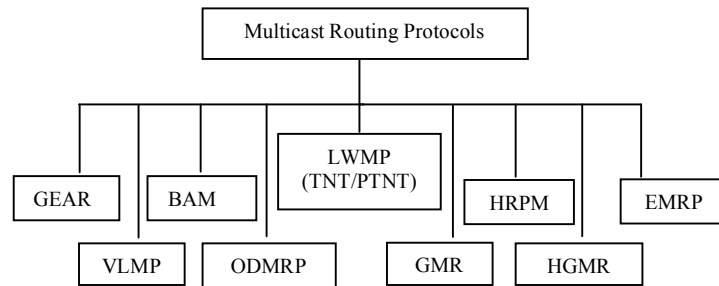 Multicast Routing Protocols
LWMP
(TNT/PTNT)
GEAR
BAM
HRPM
EMRP
VLMP
ODMRP
GMR
HGMR